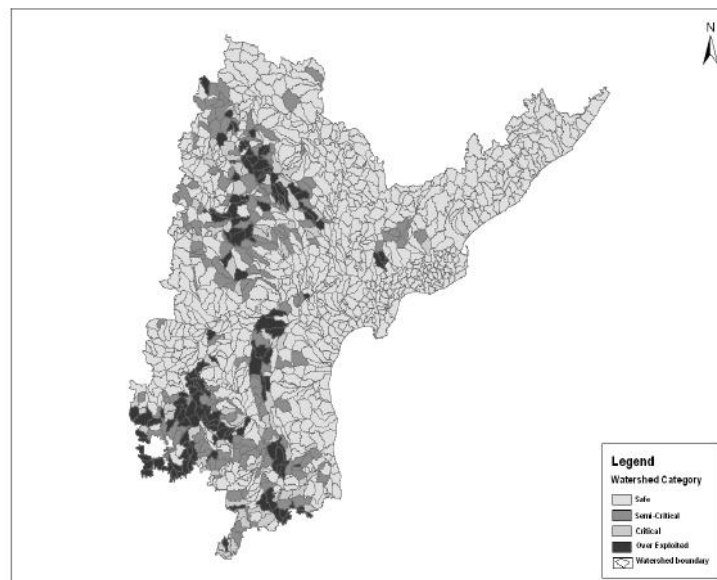 N
Legend
Watershed Category
Safe
Semi-Critical
Critical
Over Exploited
Watershed boundary